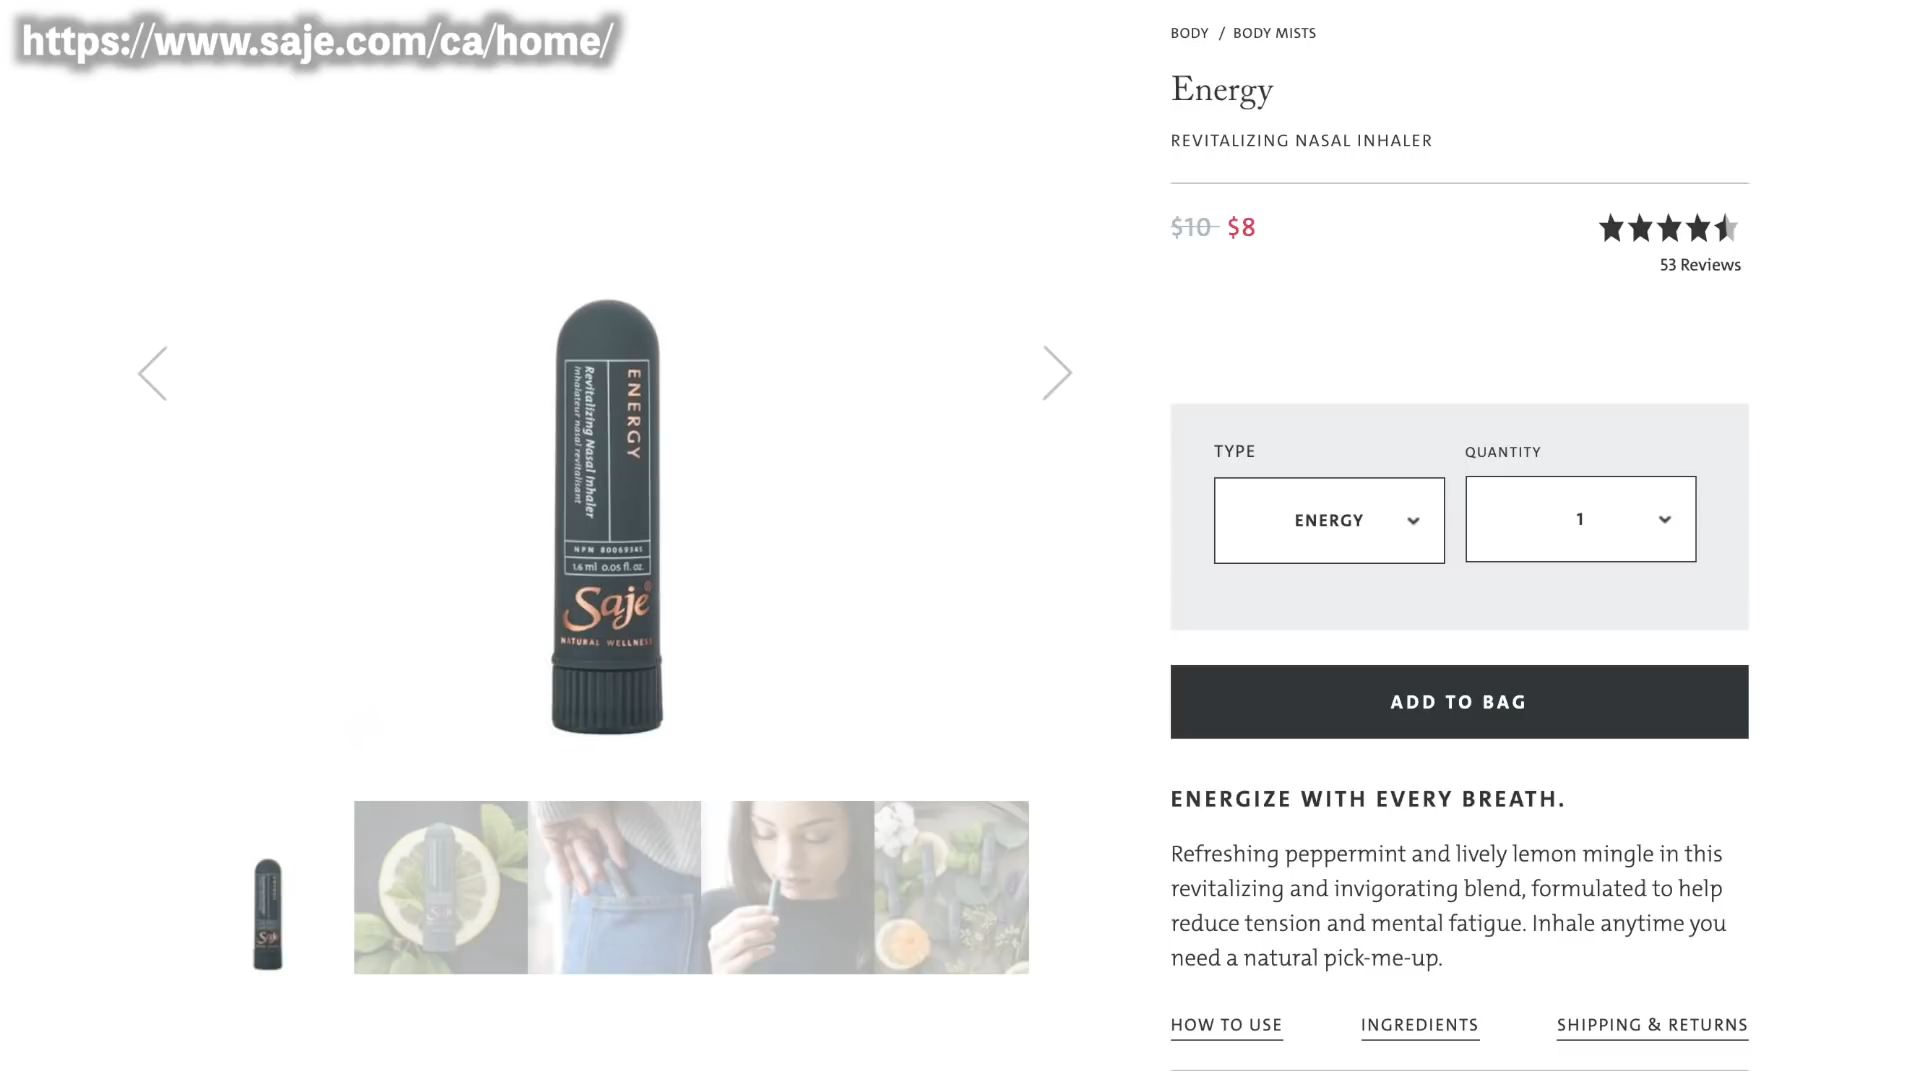 https://www.saje.com/ca/home/
BODY / BODY MISTS
Energy
REVITALIZING NASAL INHALER
$10 $8
53 Reviews
ENERGY
Revitalizing Nasal Inhaler
Inhalateur nasal revitalisant
NPN 80069341
1.6 ml 0.05 fl. oz.
Saje®
NATURAL WELLNESS
TYPE
QUANTITY
ENERGY
1
ADD TO BAG
ENERGIZE WITH EVERY BREATH.
Refreshing peppermint and lively lemon mingle in this
revitalizing and invigorating blend, formulated to help
reduce tension and mental fatigue. Inhale anytime you
need a natural pick-me-up.
HOW TO USE
INGREDIENTS
SHIPPING & RETURNS
Saje